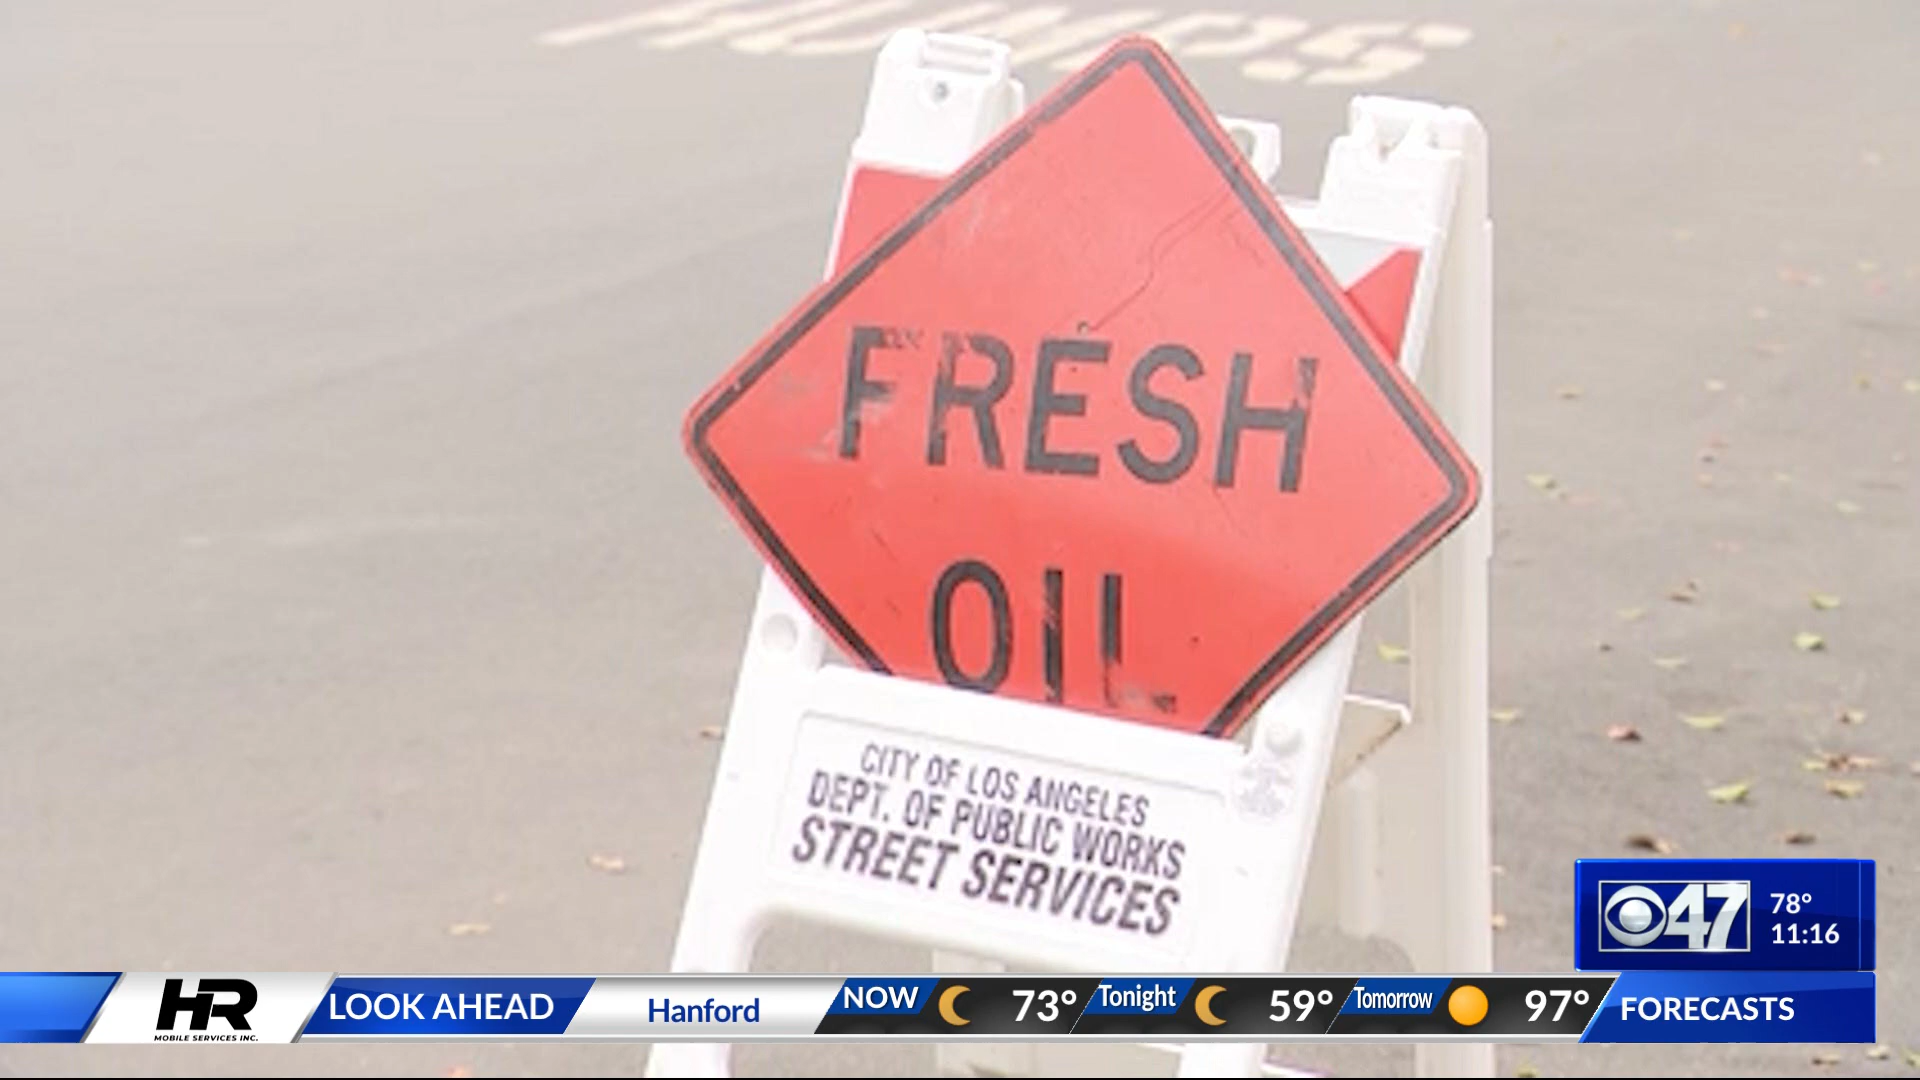 HUMPS
FRESH
OIL
CITY OF LOS ANGELES
DEPT. OF PUBLIC WORKS
STREET SERVICES
47
78°
11:16
HR
MOBILE SERVICES INC.
LOOK AHEAD
Hanford
NOW 73°
Tonight 59°
Tomorrow 97°
FORECASTS